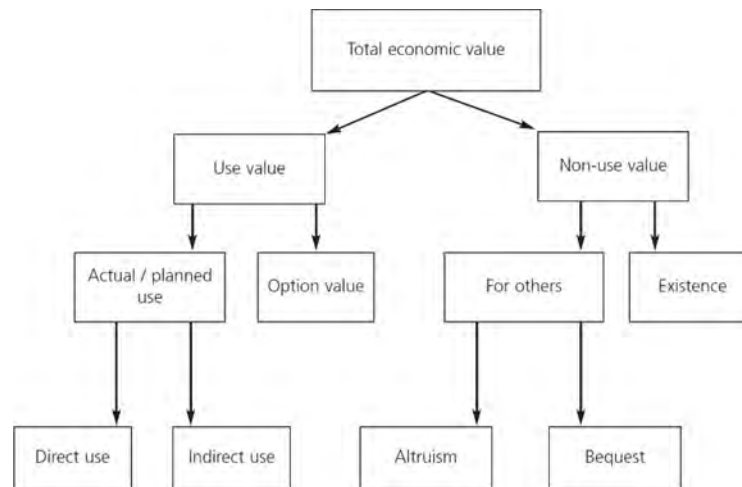 Total economic value
Use value
Non-use value
Actual / planned
use
Option value
For others
Existence
Direct use
Indirect use
Altruism
Bequest